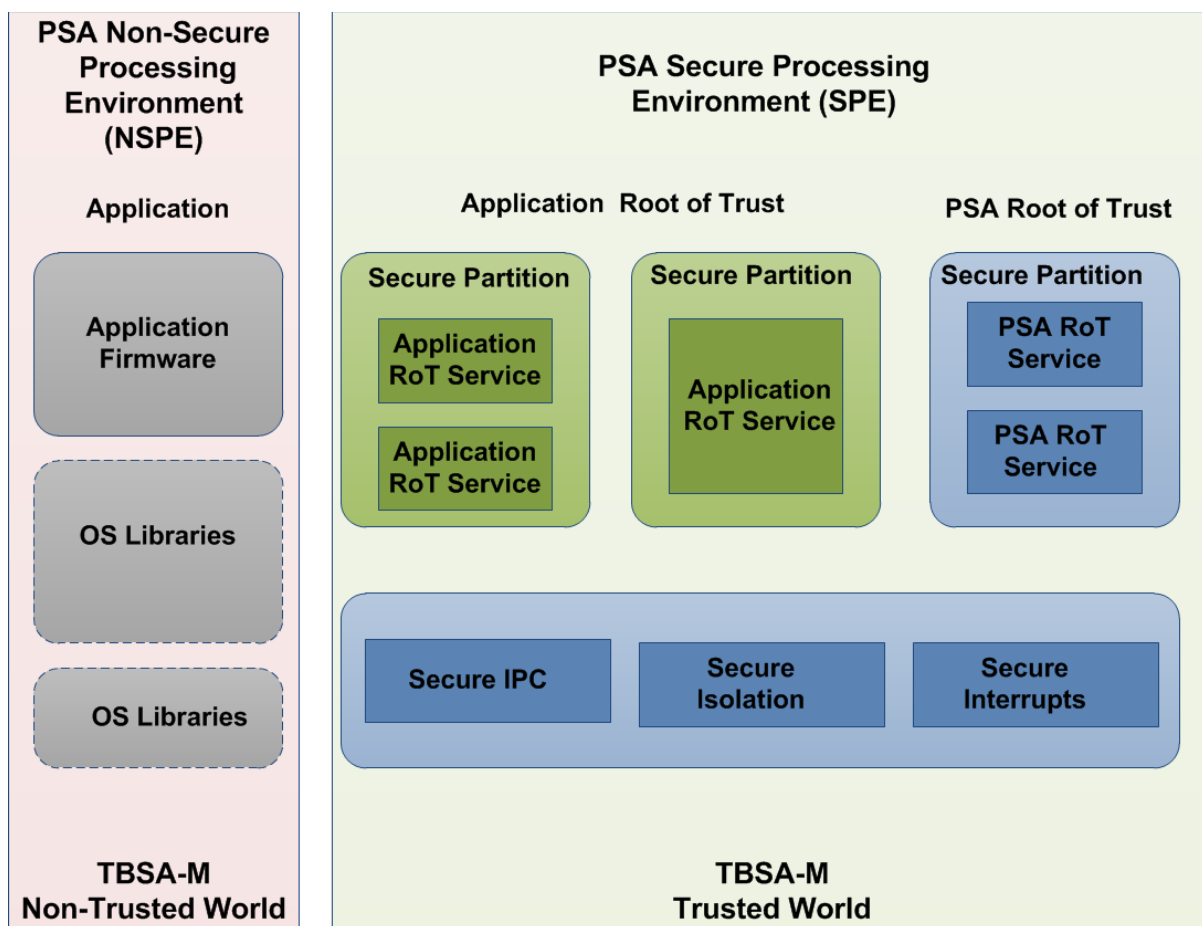 PSA Non-Secure
Processing
Environment
(NSPE)
Application
Application
Firmware
OS Libraries
OS Libraries
TBSA-M
Non-Trusted World
PSA Secure Processing
Environment (SPE)
Application Root of Trust
PSA Root of Trust
Secure Partition
Application
RoT Service
Application
RoT Service
Secure Partition
Application
RoT Service
Secure Partition
PSA RoT
Service
PSA RoT
Service
Secure IPC
Secure
Isolation
Secure
Interrupts
TBSA-M
Trusted World